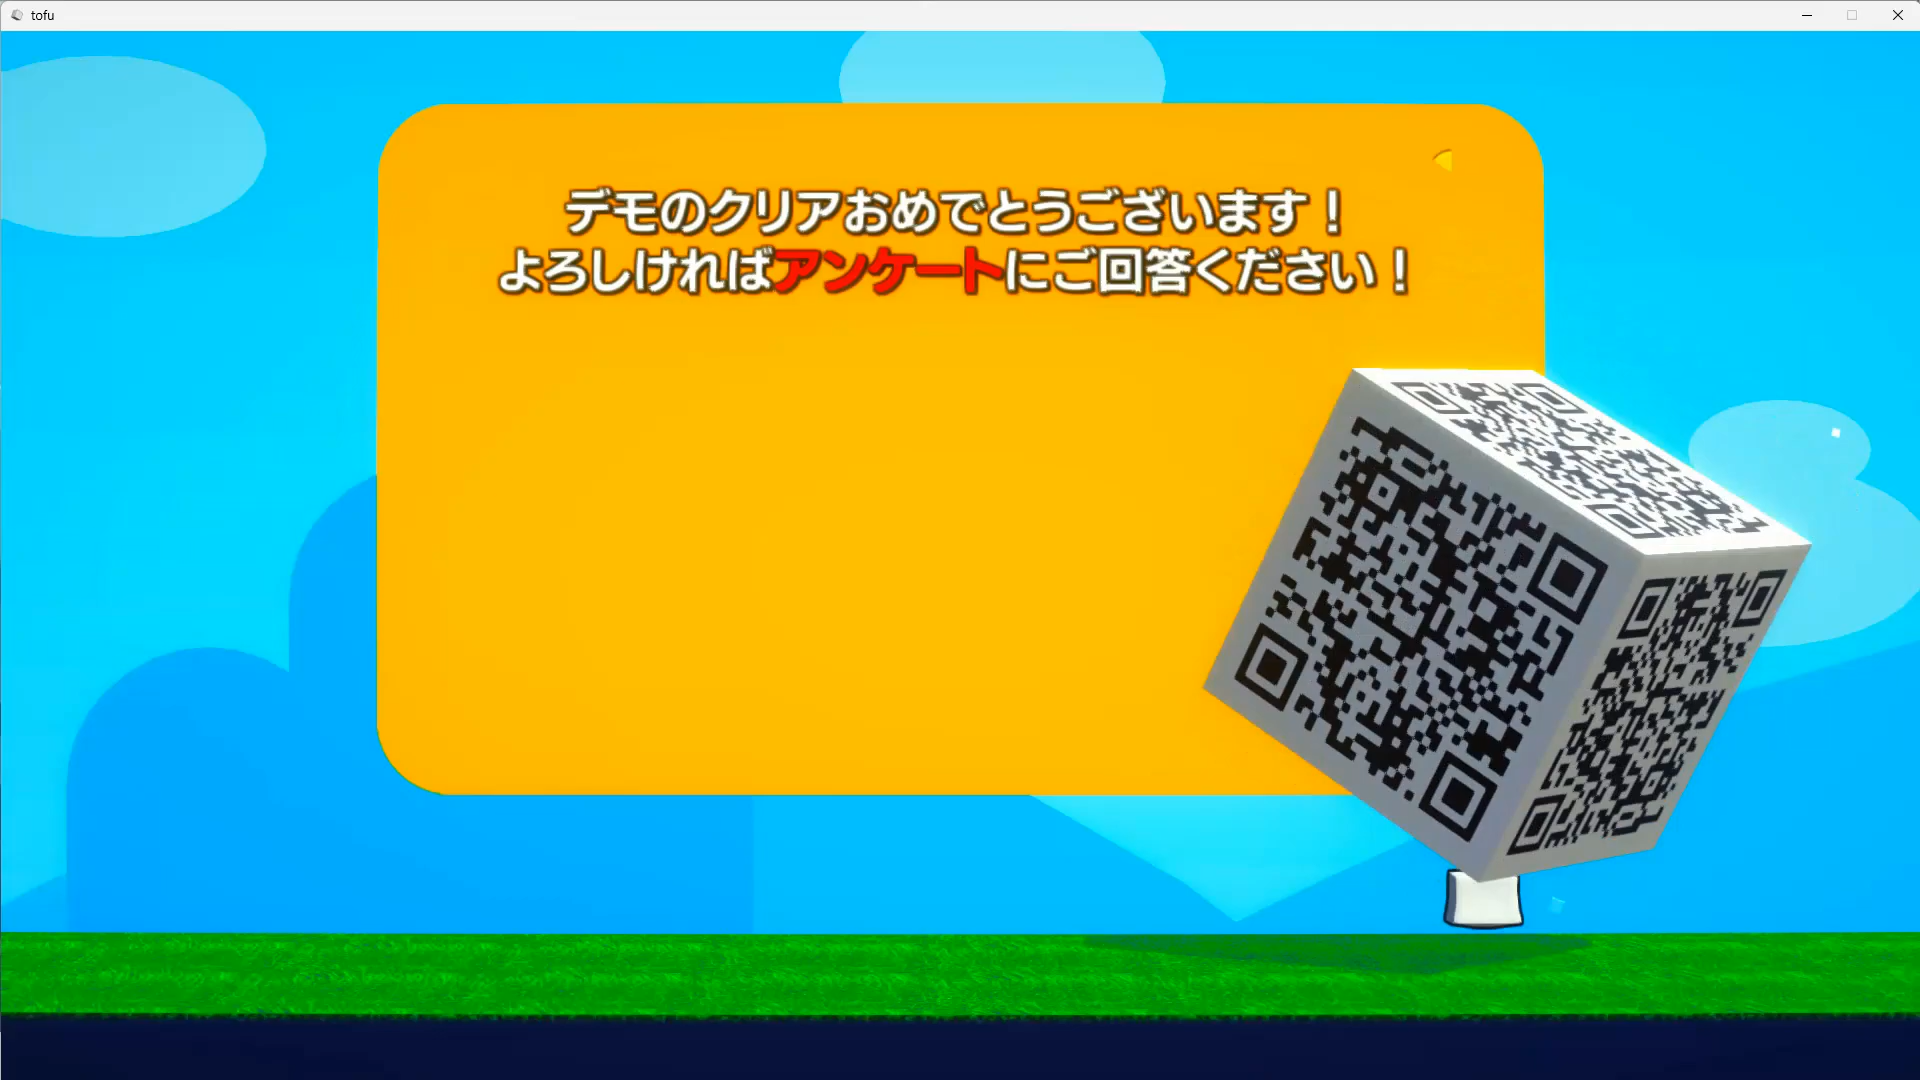 tofu
デモのクリアおめでとうございます！
よろしければアンケートにご回答ください！